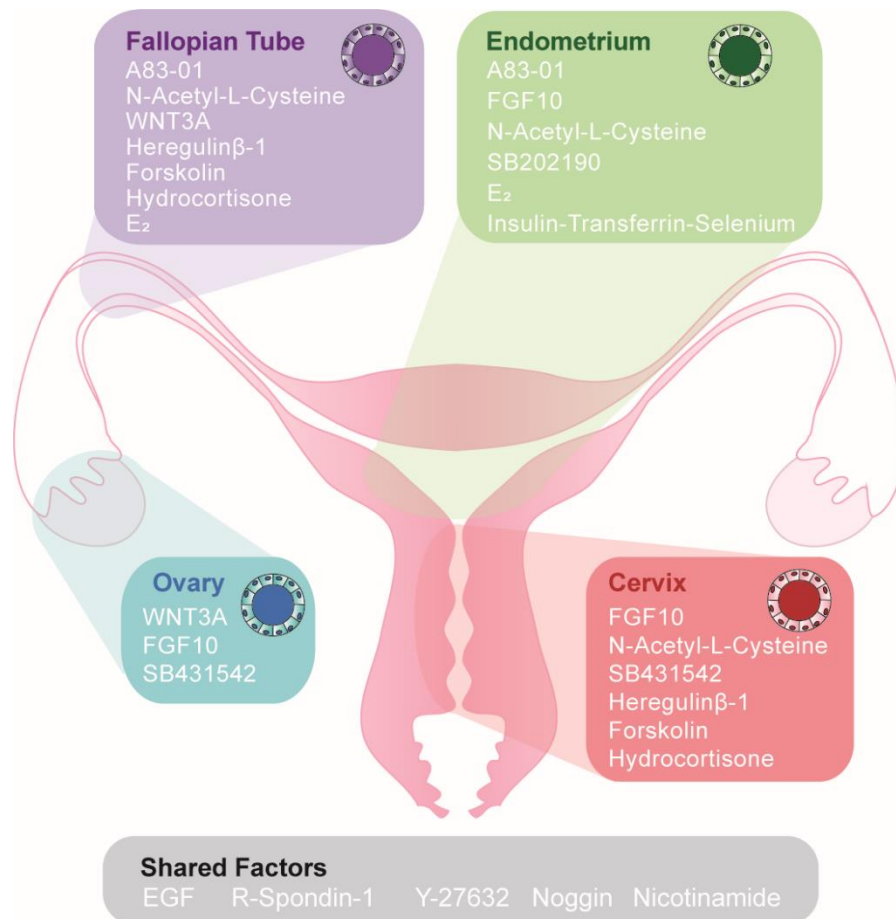 Fallopian Tube
A83-01
N-Acetyl-L-Cysteine
WNT3A
Heregulinβ-1
Forskolin
Hydrocortisone
E₂
Endometrium
A83-01
FGF10
N-Acetyl-L-Cysteine
SB202190
E₂
Insulin-Transferrin-Selenium
Ovary
WNT3A
FGF10
SB431542
Cervix
FGF10
N-Acetyl-L-Cysteine
SB431542
Heregulinβ-1
Forskolin
Hydrocortisone
Shared Factors
EGF R-Spondin-1 Y-27632 Noggin Nicotinamide